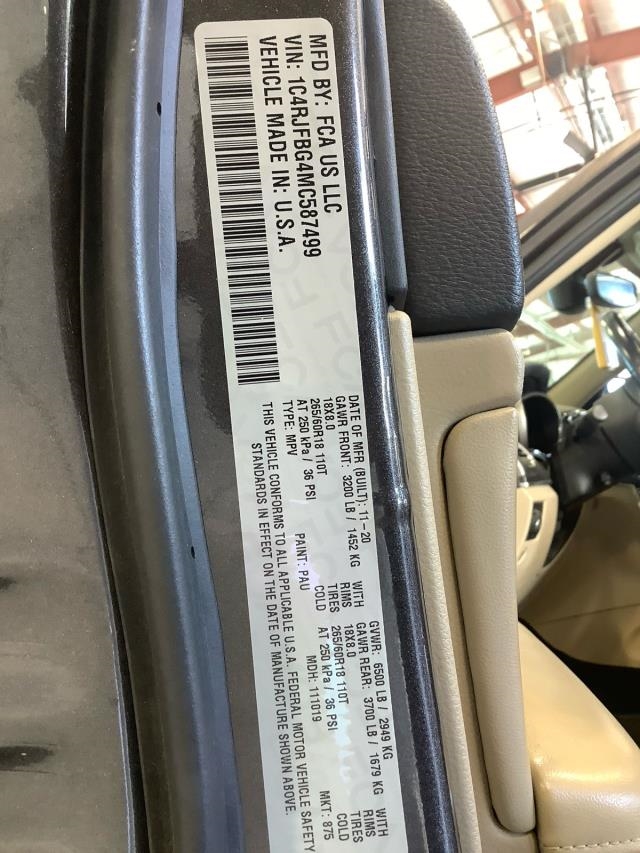 MFD BY: FCA US LLC
VIN: 1C4RJFBG4MC587499
VEHICLE MADE IN: U.S.A.
DATE OF MFR (BUILT): 11-20 GVWR: 6500 LB / 2949 KG
GAWR FRONT: 3200 LB / 1452 KG WITH GAWR REAR: 3700 LB / 1679 KG WITH
18X8.0 RIMS 18X8.0 RIMS
265/60R18 110T TIRES 265/60R18 110T TIRES
AT 250 kPa / 36 PSI COLD AT 250 kPa / 36 PSI COLD
TYPE: MPV PAINT: PAU MDH: 111019 MKT: 875
THIS VEHICLE CONFORMS TO ALL APPLICABLE U.S.A. FEDERAL MOTOR VEHICLE SAFETY
STANDARDS IN EFFECT ON THE DATE OF MANUFACTURE SHOWN ABOVE.